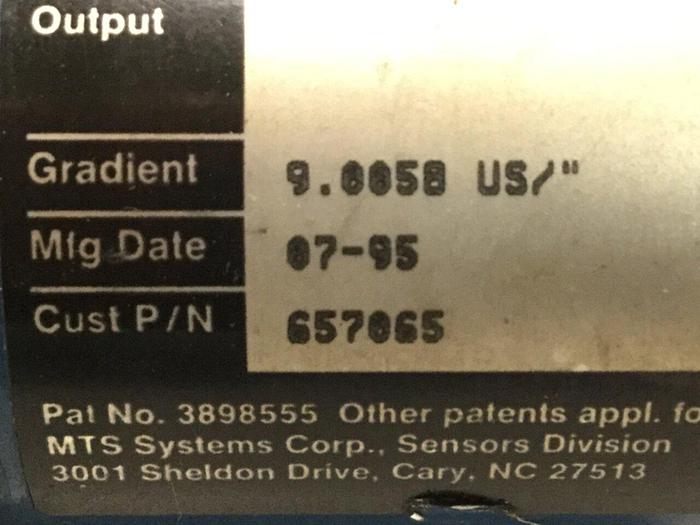 Output
Gradient 9.0058 US/"
Mfg Date 07-95
Cust P/N 657065
Pat No. 3898555 Other patents appl. fo
MTS Systems Corp., Sensors Division
3001 Sheldon Drive, Cary, NC 27513